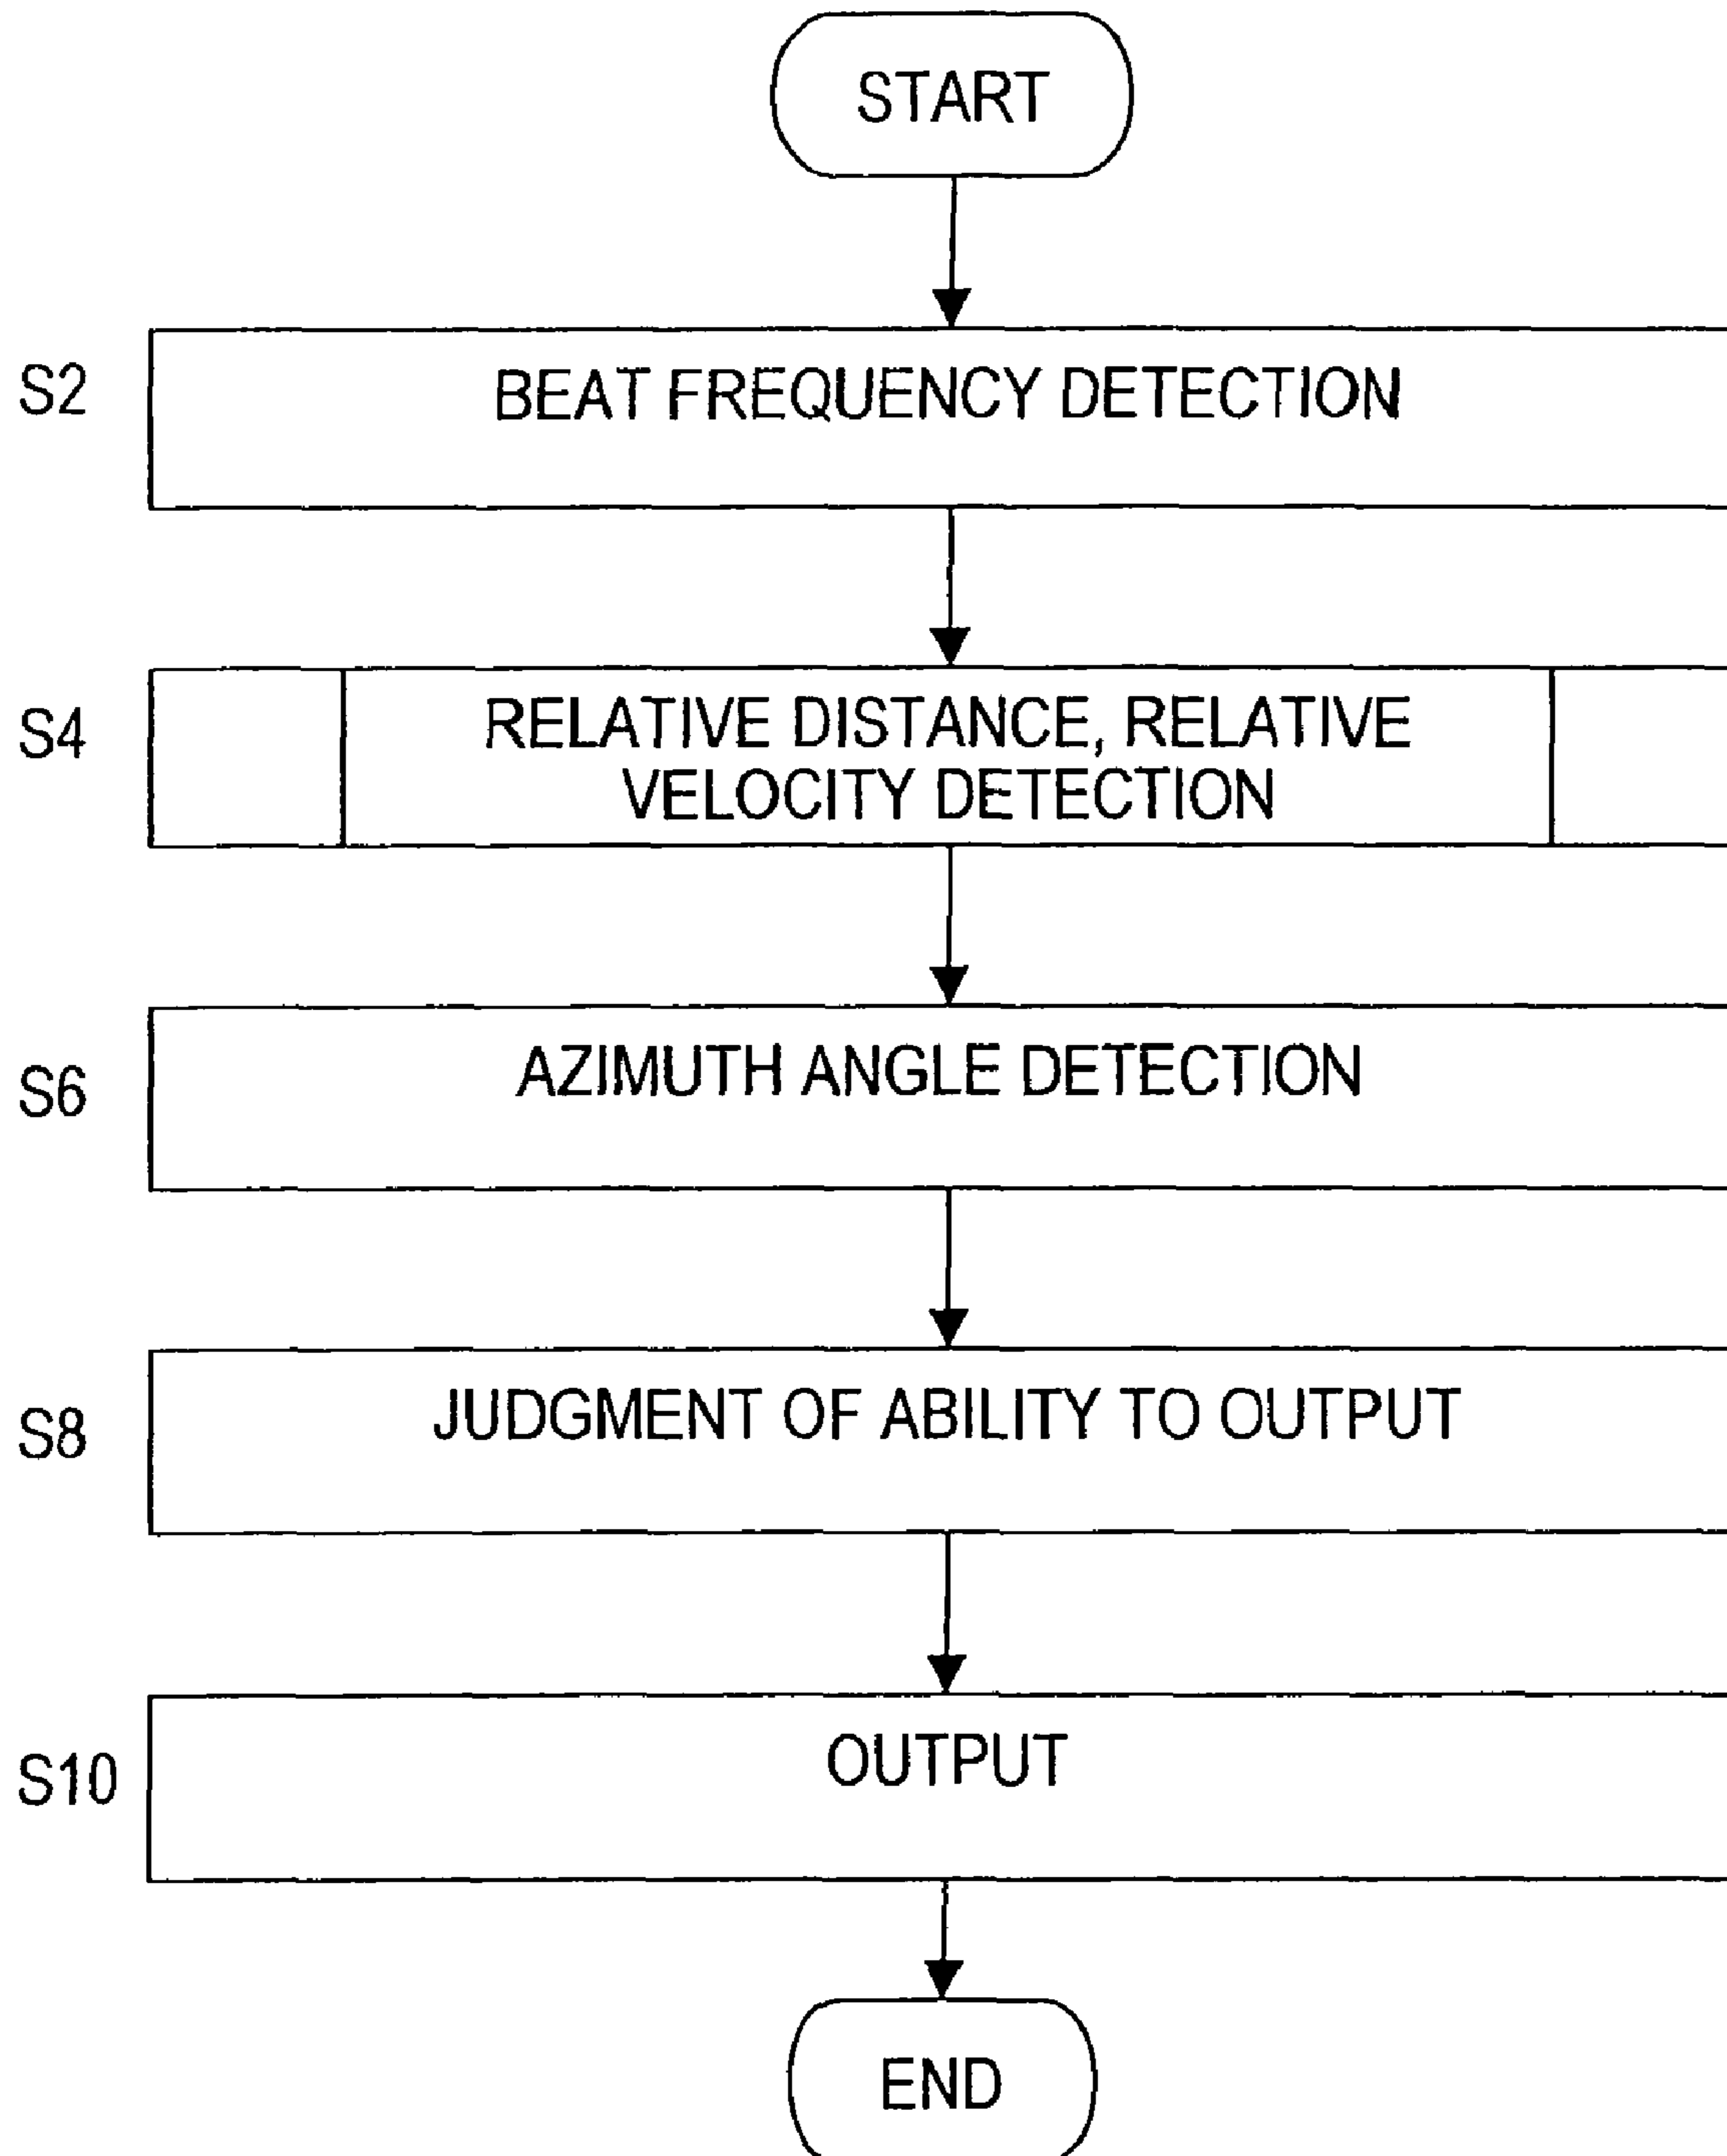 START
S2
BEAT FREQUENCY DETECTION
S4
RELATIVE DISTANCE, RELATIVE
VELOCITY DETECTION
S6
AZIMUTH ANGLE DETECTION
S8
JUDGMENT OF ABILITY TO OUTPUT
S10
OUTPUT
END